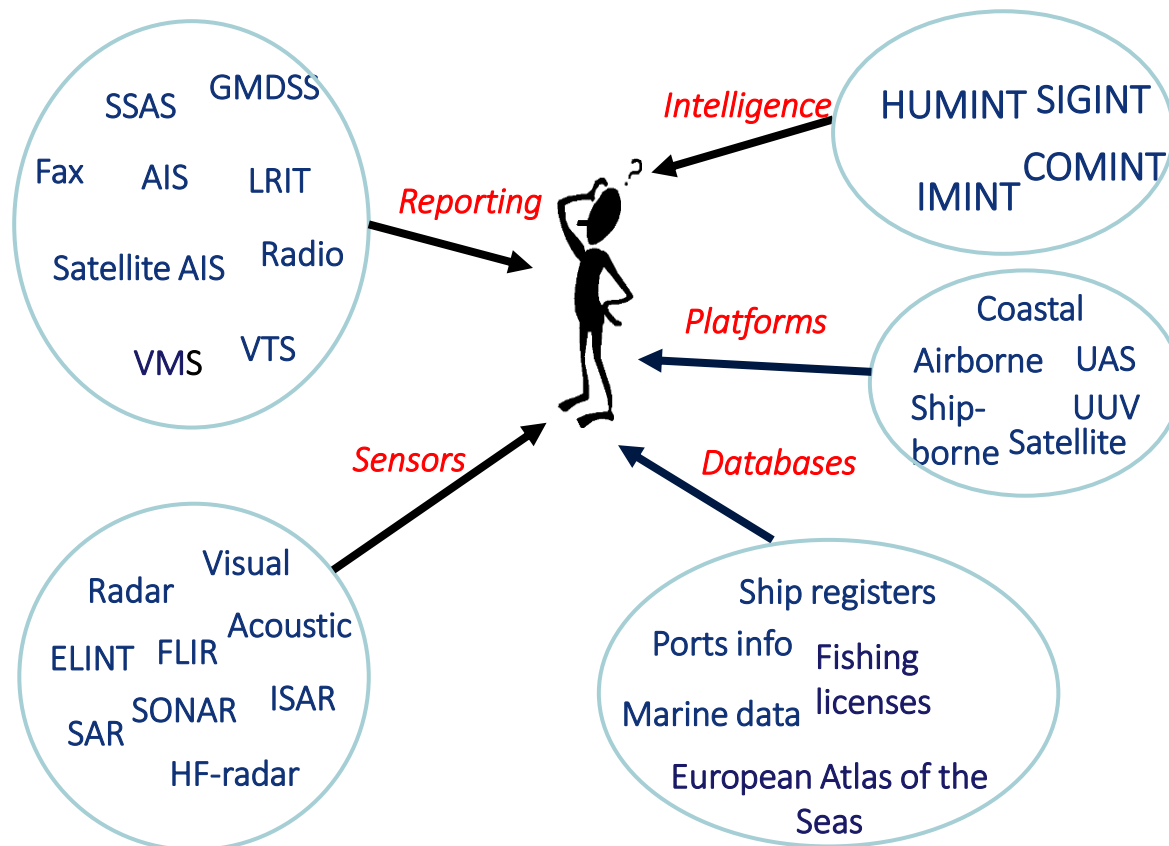 SSAS
GMDSS
Fax
AIS
LRIT
Satellite AIS
Radio
VMS
VTS
Reporting
Intelligence
HUMINT
SIGINT
COMINT
IMINT
?
Platforms
Coastal
Airborne
UAS
Ship-
borne
UUV
Satellite
Sensors
Visual
Radar
Acoustic
ELINT
FLIR
ISAR
SONAR
SAR
HF-radar
Databases
Ship registers
Ports info
Fishing
licenses
Marine data
European Atlas of the
Seas